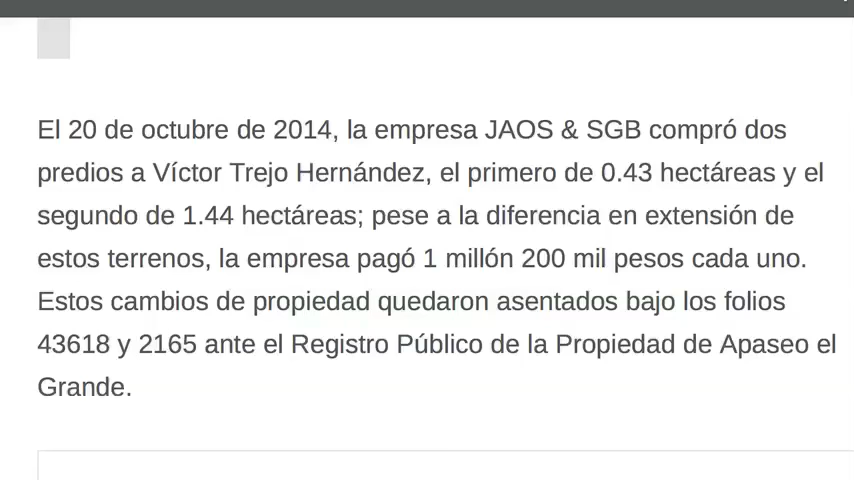 El 20 de octubre de 2014, la empresa JAOS & SGB compró dos
predios a Víctor Trejo Hernández, el primero de 0.43 hectáreas y el
segundo de 1.44 hectáreas; pese a la diferencia en extensión de
estos terrenos, la empresa pagó 1 millón 200 mil pesos cada uno.
Estos cambios de propiedad quedaron asentados bajo los folios
43618 y 2165 ante el Registro Público de la Propiedad de Apaseo el
Grande.